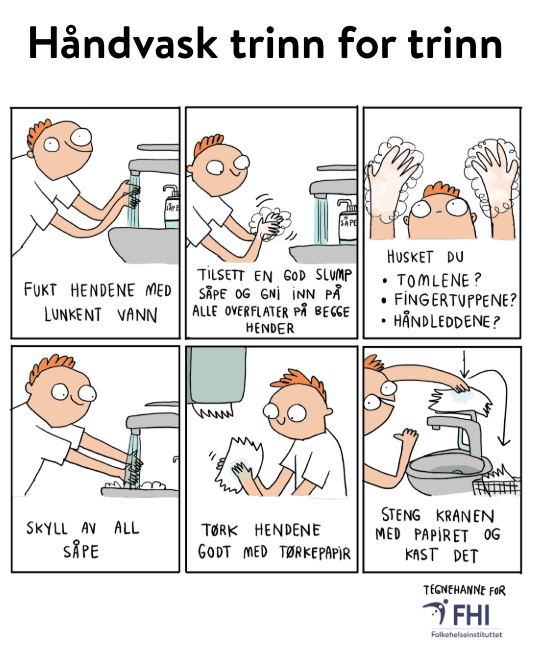 Håndvask trinn for trinn
SÅPE
FUKT HENDENE MED
LUNKENT VANN
SÅPE
TILSETT EN GOD SLUMP
SÅPE OG GNI INN PÅ
ALLE OVERFLATER PÅ BEGGE
HENDER
HUSKET DU
• TOMLENE?
• FINGERTUPPENE?
• HÅNDLEDDENE?
SKYLL AV ALL
SÅPE
TØRK HENDENE
GODT MED TØRKEPAPIR
STENG KRANEN
MED PAPIRET OG
KAST DET
TEGNEHANNE FOR
FHI
Folkehelseinstituttet